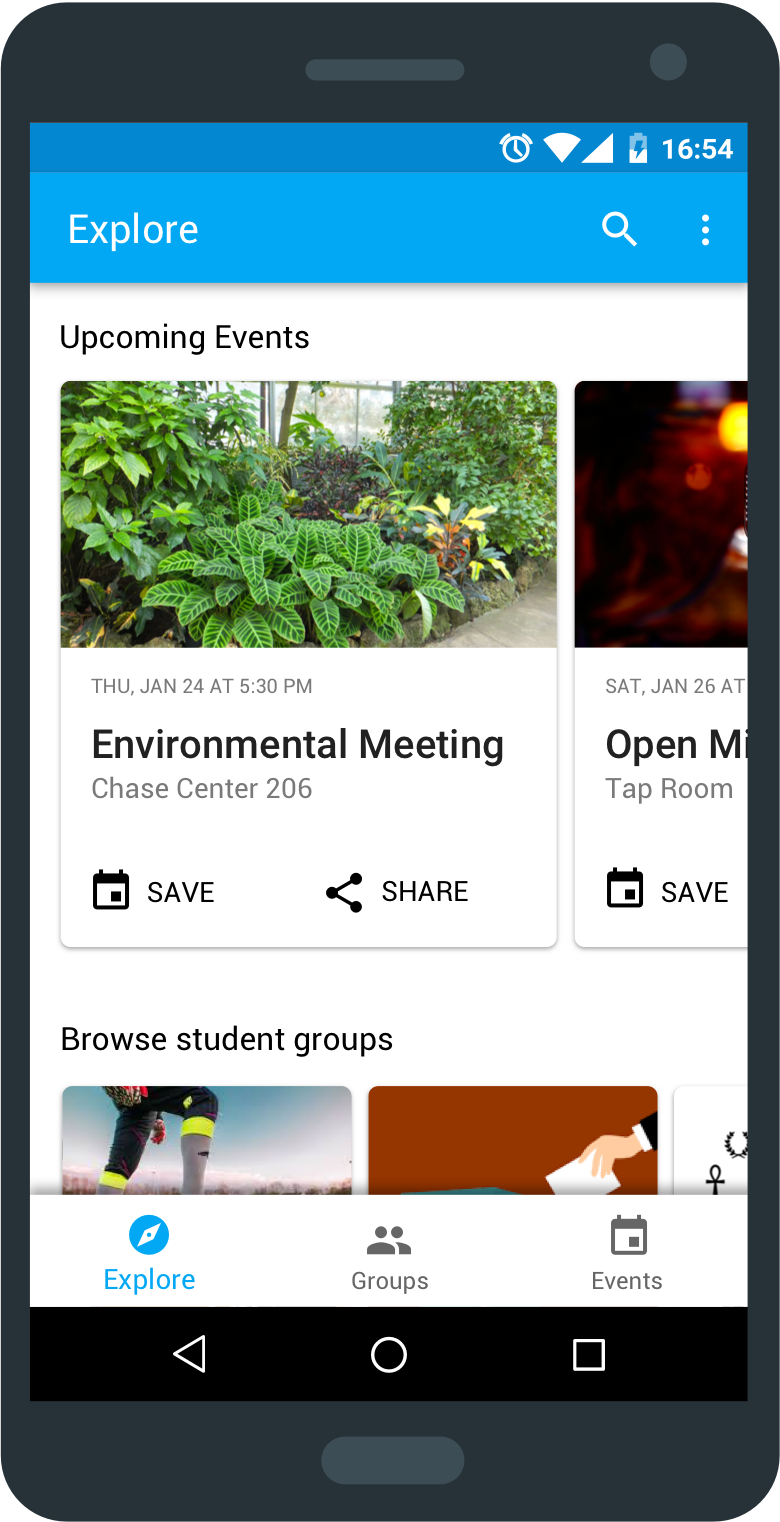 16:54
Explore
Upcoming Events
THU, JAN 24 AT 5:30 PM
Environmental Meeting
Chase Center 206
SAVE
SHARE
SAT, JAN 26 AT
Open Mi
Tap Room
SAVE
Browse student groups
Explore
Groups
Events